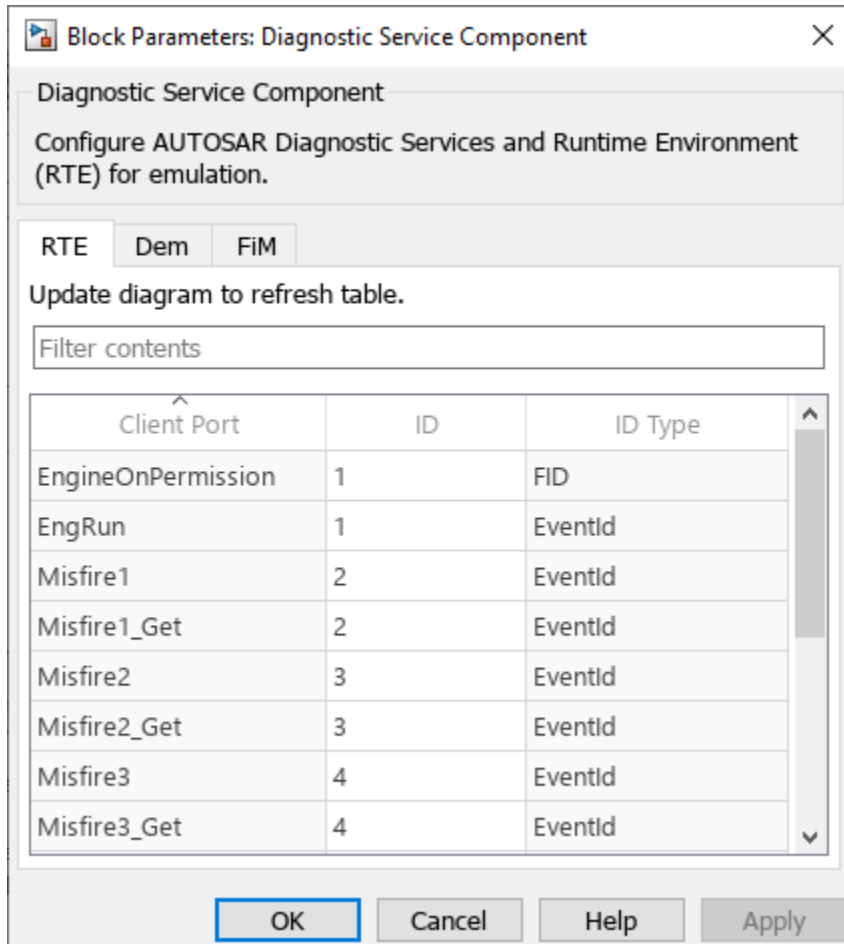 Block Parameters: Diagnostic Service Component
Diagnostic Service Component
Configure AUTOSAR Diagnostic Services and Runtime Environment
(RTE) for emulation.
RTE Dem FiM
Update diagram to refresh table.
Filter contents
Client Port ID ID Type
EngineOnPermission 1 FID
EngRun 1 EventId
Misfire1 2 EventId
Misfire1_Get 2 EventId
Misfire2 3 EventId
Misfire2_Get 3 EventId
Misfire3 4 EventId
Misfire3_Get 4 EventId
OK Cancel Help Apply